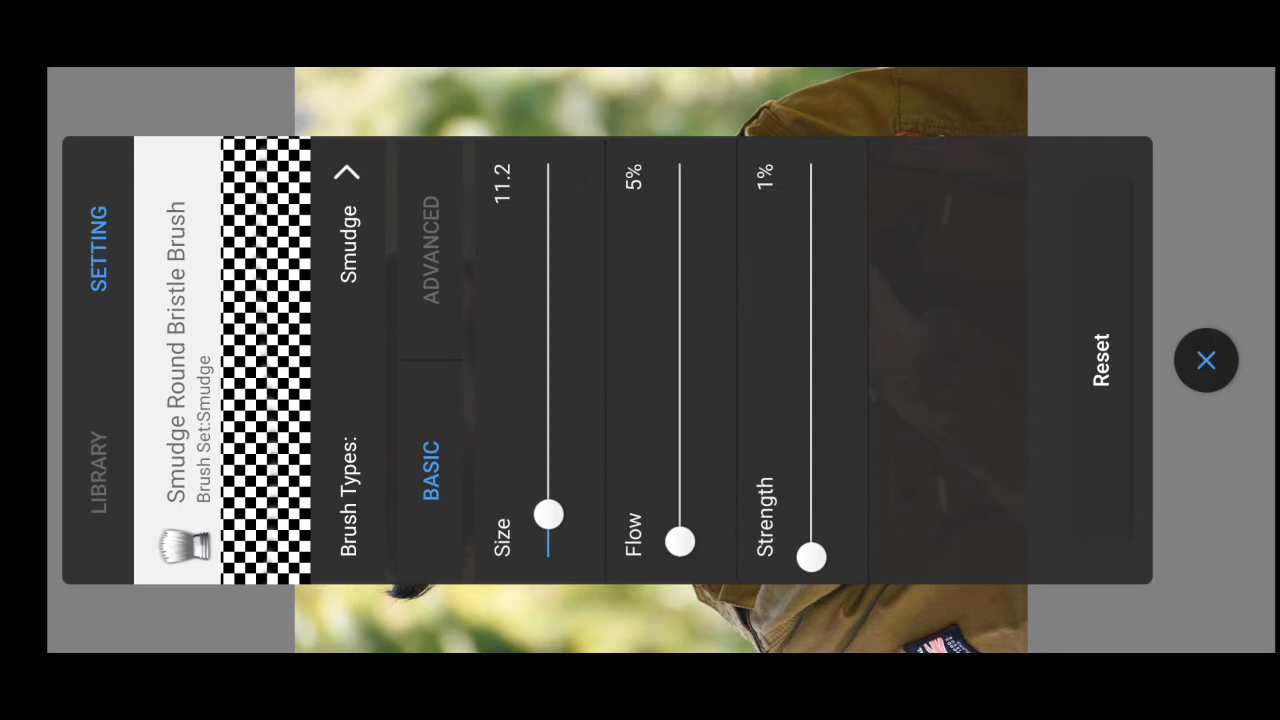 LIBRARY SETTING
Smudge Round Bristle Brush
Brush Set:Smudge
Brush Types: Smudge
BASIC ADVANCED
Size 11.2
Flow 5%
Strength 1%
Reset